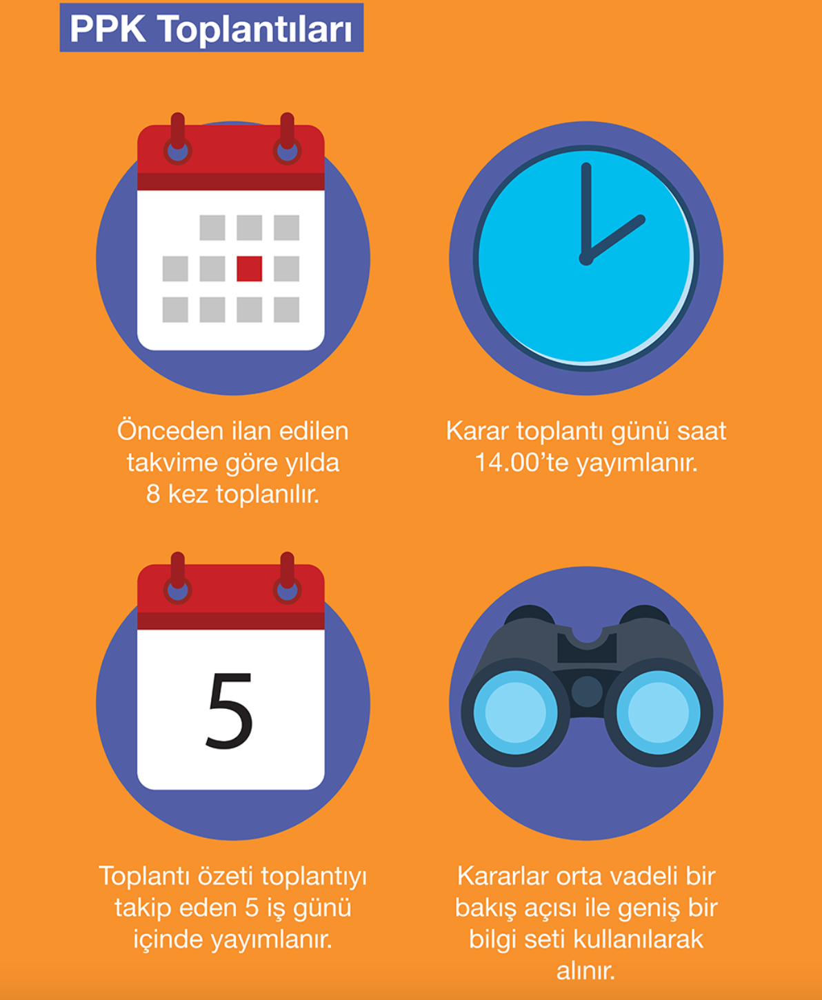 PPK Toplantıları
Önceden ilan edilen
takvime göre yılda
8 kez toplanılır.
Karar toplantı günü saat
14.00’te yayımlanır.
5
Toplantı özeti toplantıyı
takip eden 5 iş günü
içinde yayımlanır.
Kararlar orta vadeli bir
bakış açısı ile geniş bir
bilgi seti kullanılarak
alınır.